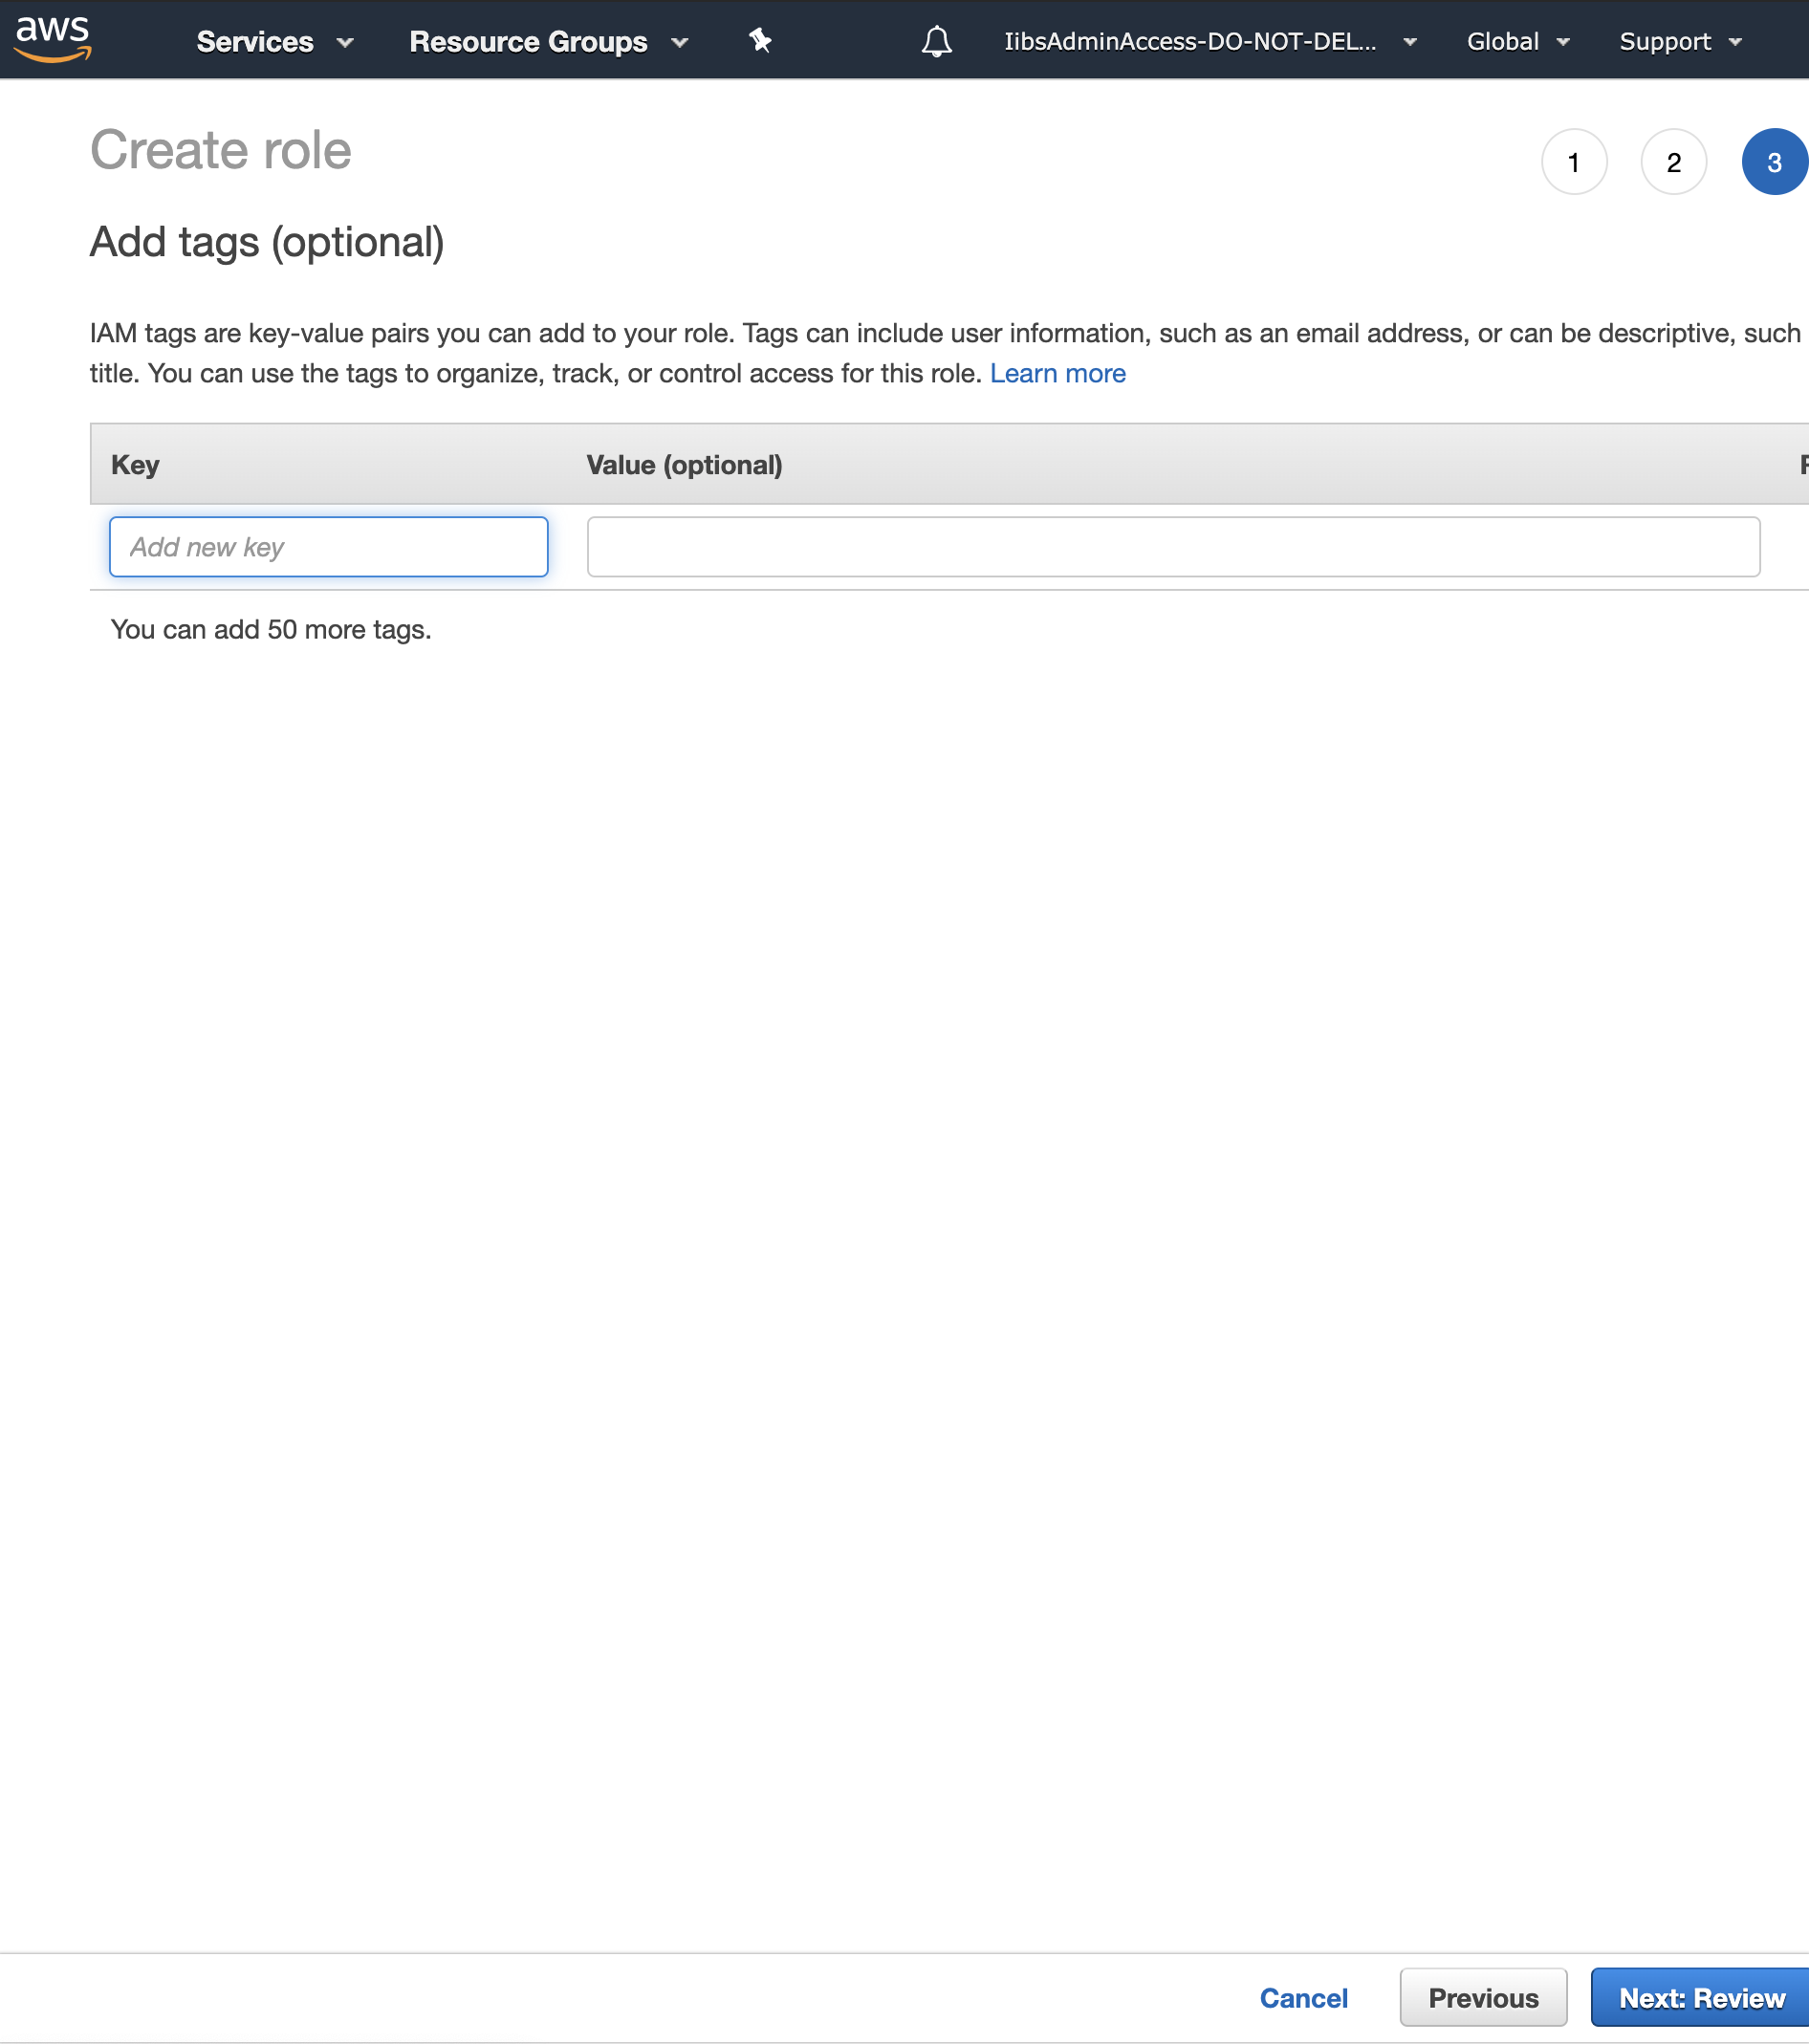 aws Services Resource Groups IibsAdminAccess-DO-NOT-DEL... Global Support
Create role
1 2 3
Add tags (optional)
IAM tags are key-value pairs you can add to your role. Tags can include user information, such as an email address, or can be descriptive, such
title. You can use the tags to organize, track, or control access for this role. Learn more
Key Value (optional)
Add new key
You can add 50 more tags.
Cancel Previous Next: Review